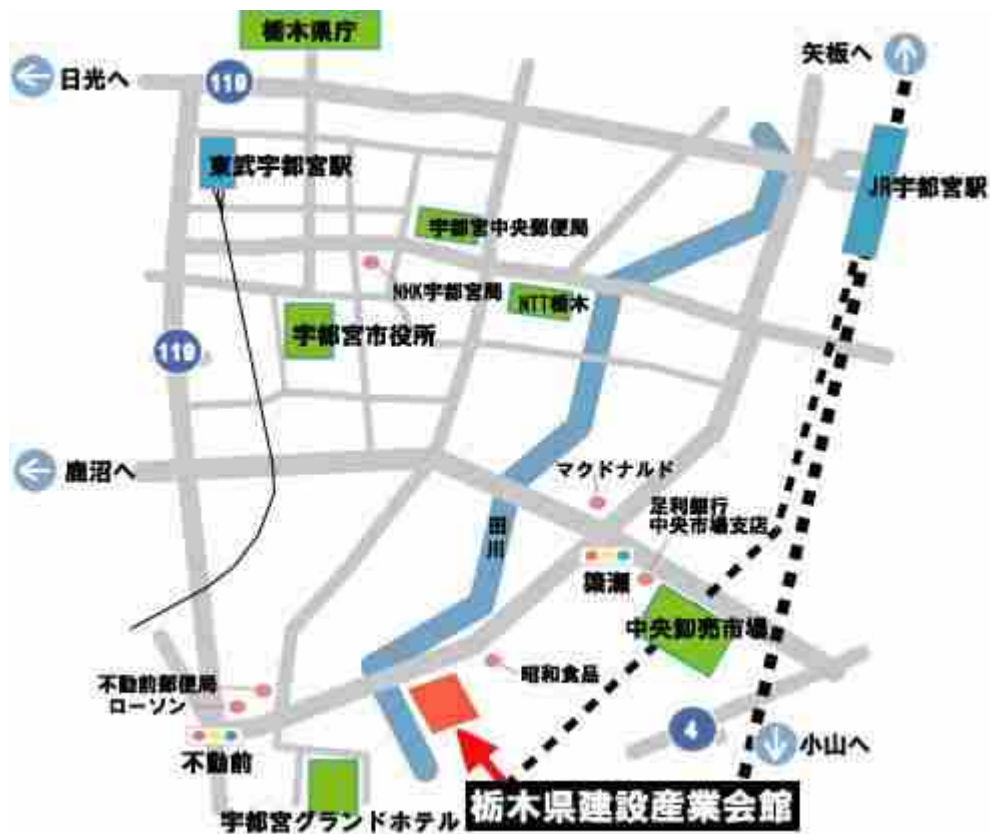 栃木県庁
矢板へ
日光へ
119
東武宇都宮駅
JR宇都宮駅
宇都宮中央郵便局
NHK宇都宮局
NTT栃木
宇都宮市役所
119
鹿沼へ
マクドナルド
足利銀行
中央市場支店
田川
簗瀬
中央卸売市場
昭和食品
不動前郵便局
ローソン
不動前
4
小山へ
宇都宮グランドホテル
栃木県建設産業会館